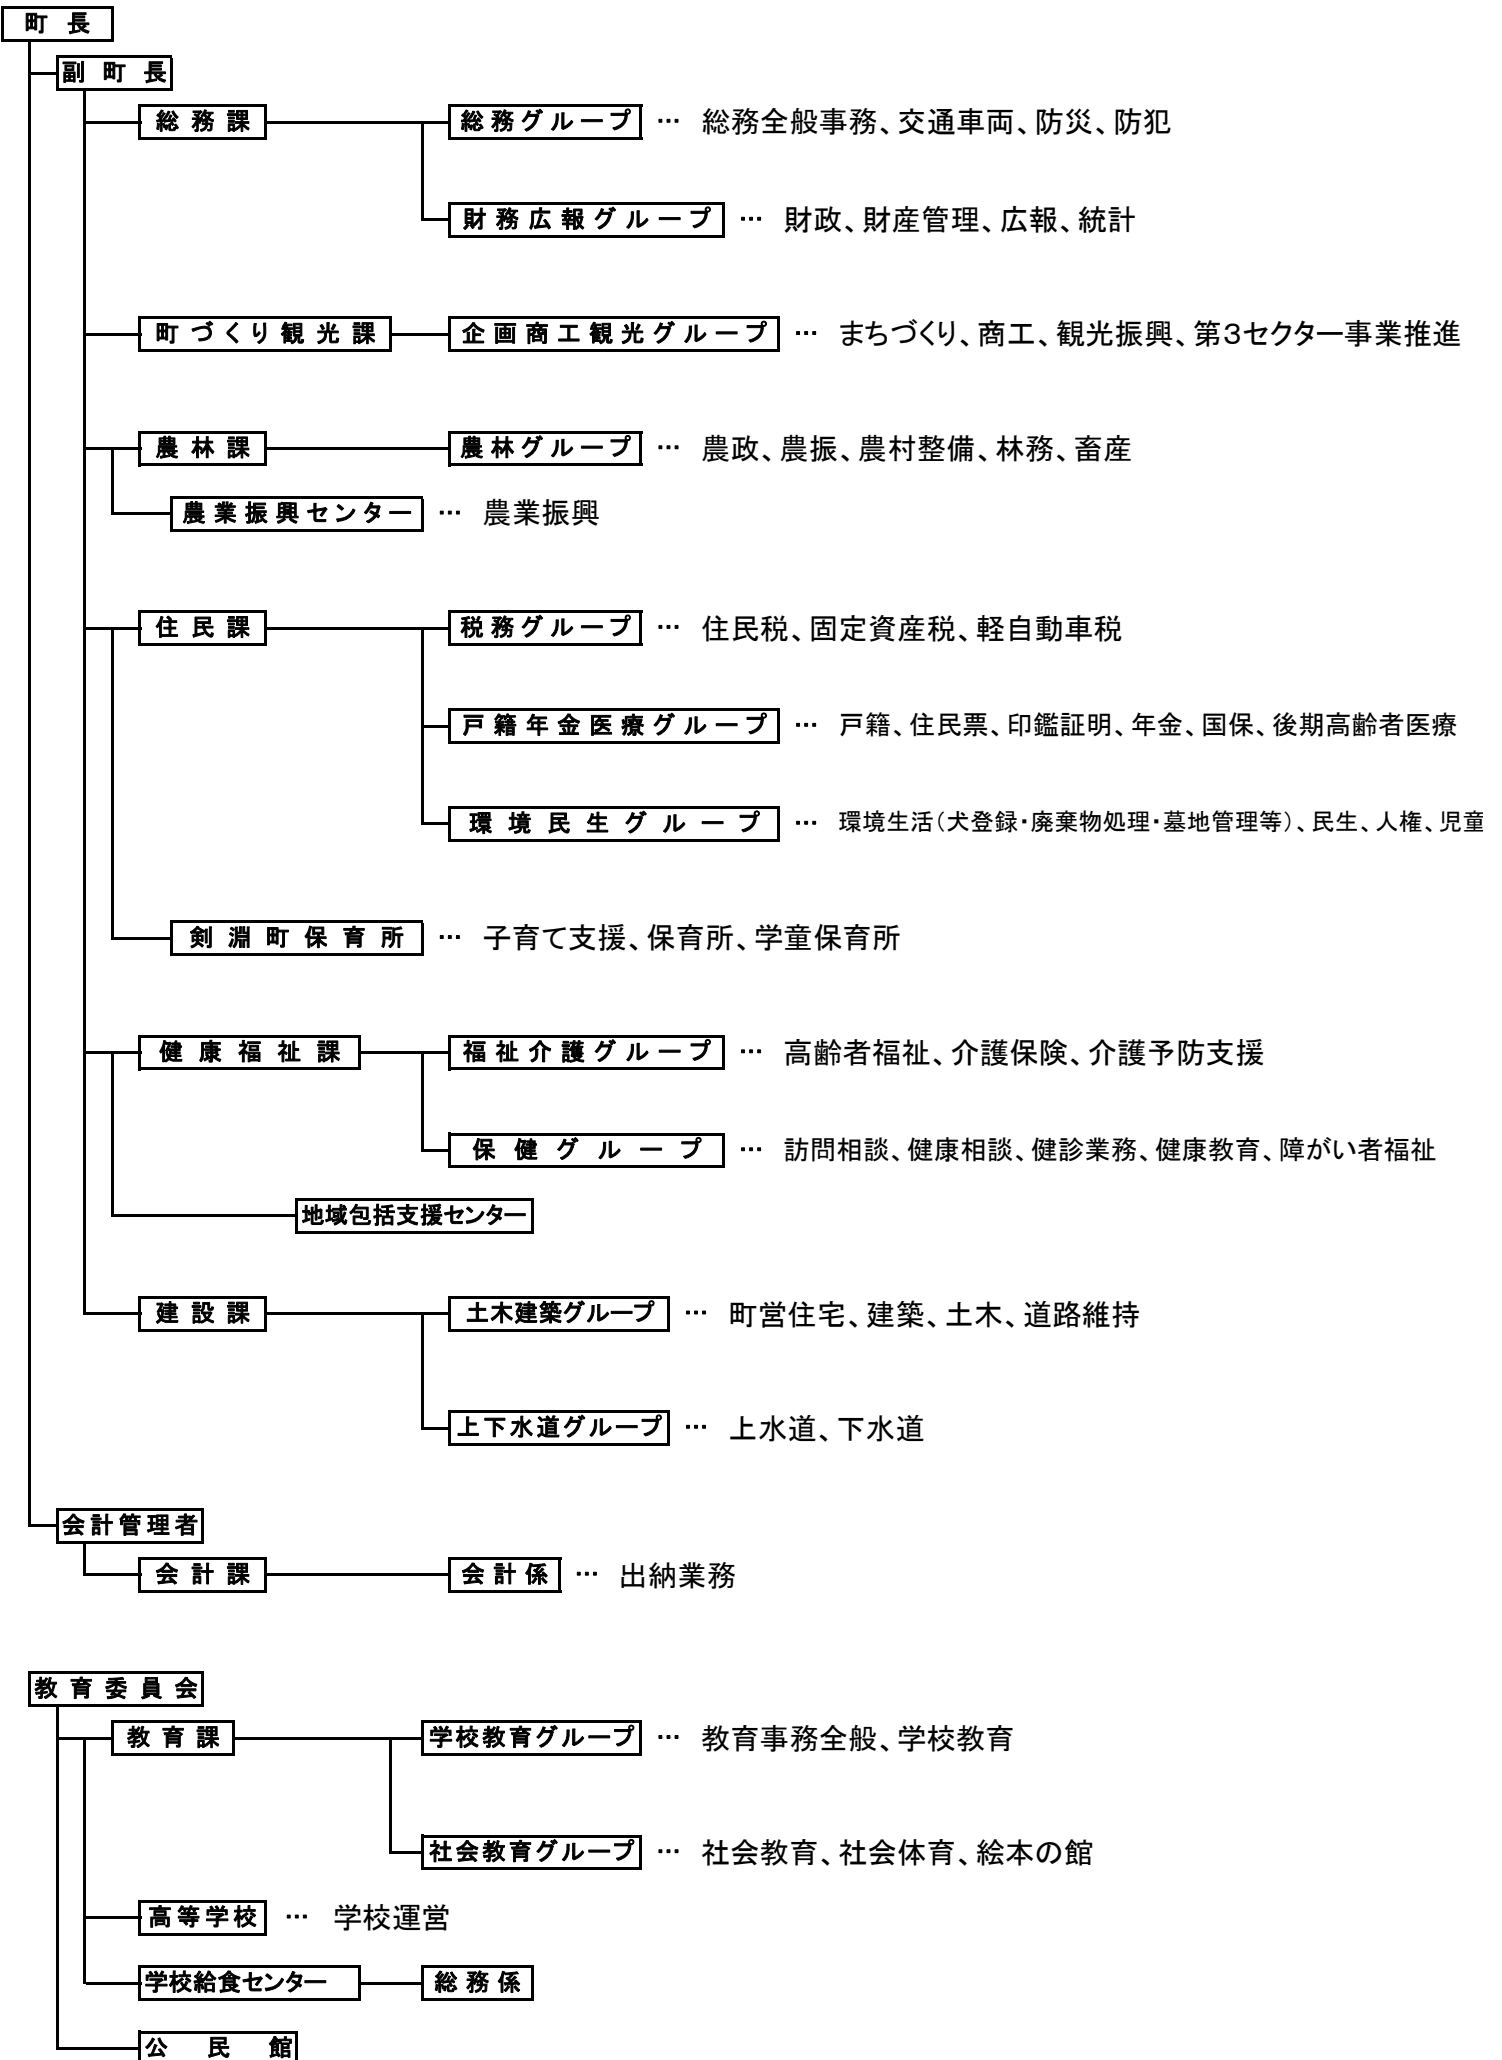 町長
副町長
総務課 総務グループ … 総務全般事務、交通車両、防災、防犯
財務広報グループ … 財政、財産管理、広報、統計
町づくり観光課 企画商工観光グループ … まちづくり、商工、観光振興、第3セクター事業推進
農林課 農林グループ … 農政、農振、農村整備、林務、畜産
農業振興センター … 農業振興
住民課 税務グループ … 住民税、固定資産税、軽自動車税
戸籍年金医療グループ … 戸籍、住民票、印鑑証明、年金、国保、後期高齢者医療
環境民生グループ … 環境生活(犬登録・廃棄物処理・墓地管理等)、民生、人権、児童
剣淵町保育所 … 子育て支援、保育所、学童保育所
健康福祉課 福祉介護グループ … 高齢者福祉、介護保険、介護予防支援
保健グループ … 訪問相談、健康相談、健診業務、健康教育、障がい者福祉
地域包括支援センター
建設課 土木建築グループ … 町営住宅、建築、土木、道路維持
上下水道グループ … 上水道、下水道
会計管理者
会計課 会計係 … 出納業務
教育委員会
教育課 学校教育グループ … 教育事務全般、学校教育
社会教育グループ … 社会教育、社会体育、絵本の館
高等学校 … 学校運営
学校給食センター 総務係
公民館